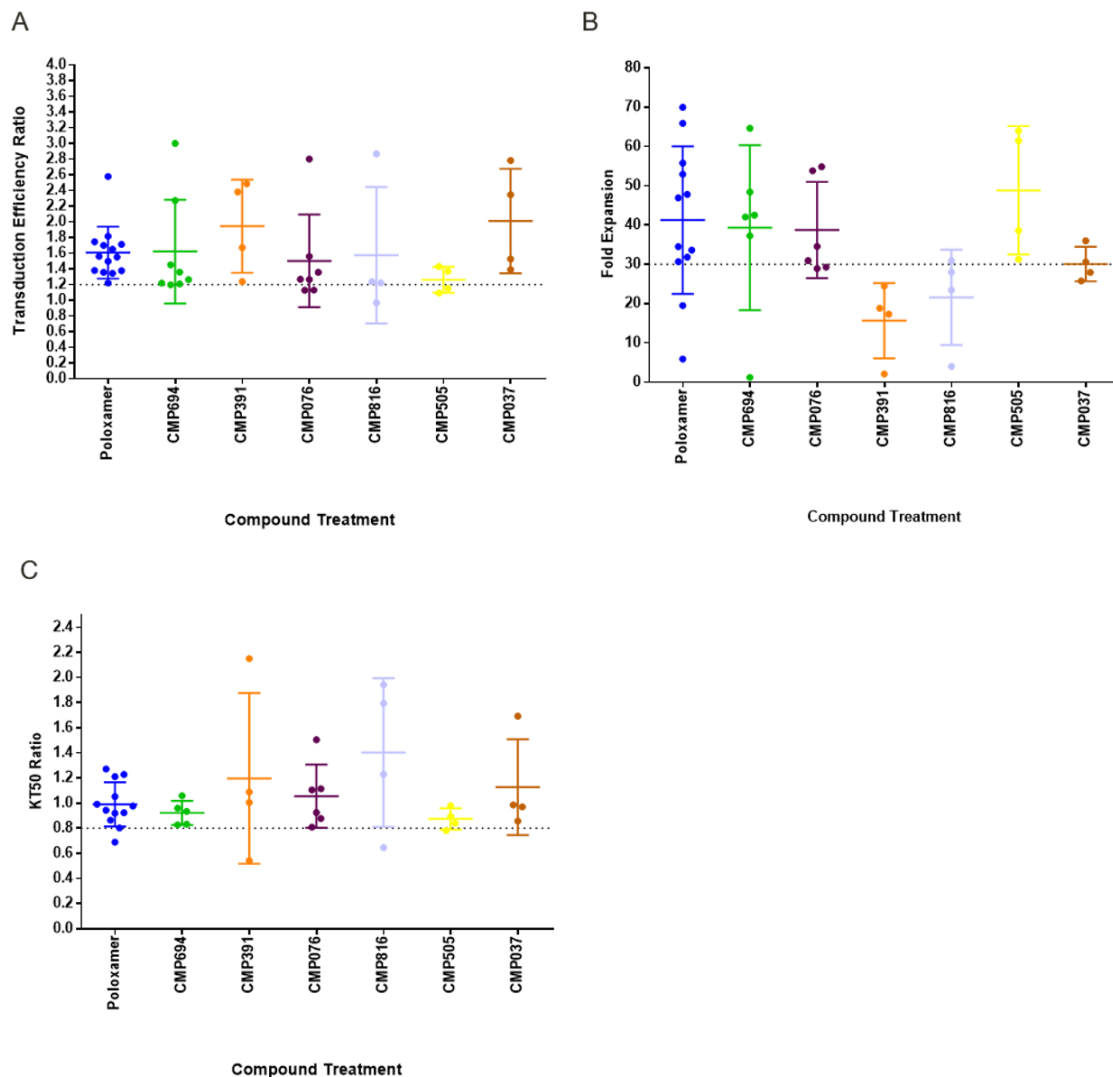 A
Transduction Efficiency Ratio
4.0
3.8
3.6
3.4
3.2
3.0
2.8
2.6
2.4
2.2
2.0
1.8
1.6
1.4
1.2
1.0
0.8
0.6
0.4
0.2
0.0
Poloxamer
CMP694
CMP391
CMP076
CMP816
CMP505
CMP037
Compound Treatment
B
Fold Expansion
80
70
60
50
40
30
20
10
0
Poloxamer
CMP694
CMP076
CMP391
CMP816
CMP505
CMP037
Compound Treatment
C
KT50 Ratio
2.4
2.2
2.0
1.8
1.6
1.4
1.2
1.0
0.8
0.6
0.4
0.2
0.0
Poloxamer
CMP694
CMP391
CMP076
CMP816
CMP505
CMP037
Compound Treatment